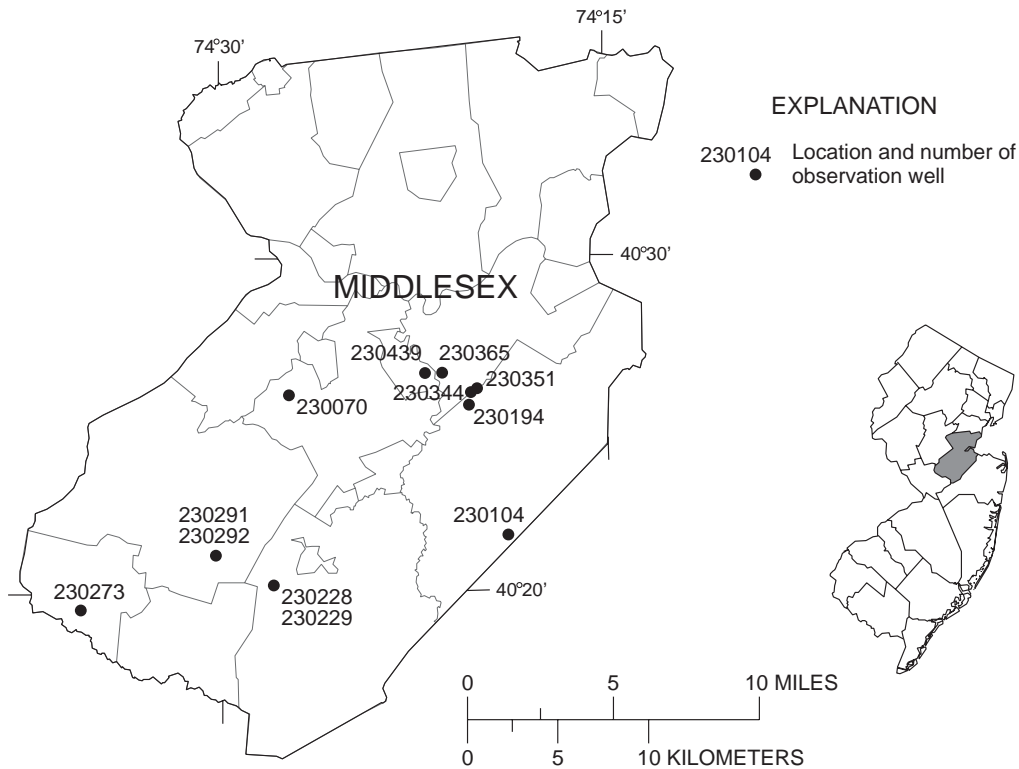 74°15'
74°30'
EXPLANATION
230104 Location and number of
observation well
40°30'
MIDDLESEX
230439 230365
230344 230351
230070
230194
230291
230292
230104
230273
230228
230229
40°20'
0 5 10 MILES
0 5 10 KILOMETERS